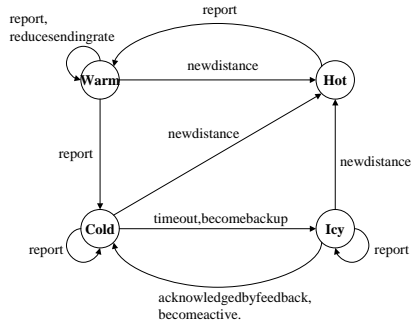 report
report,
reducesendingrate
Warm
newdistance
Hot
newdistance
report
newdistance
timeout,becomebackup
Cold
Icy
report
report
acknowledgedbyfeedback,
becomeactive.